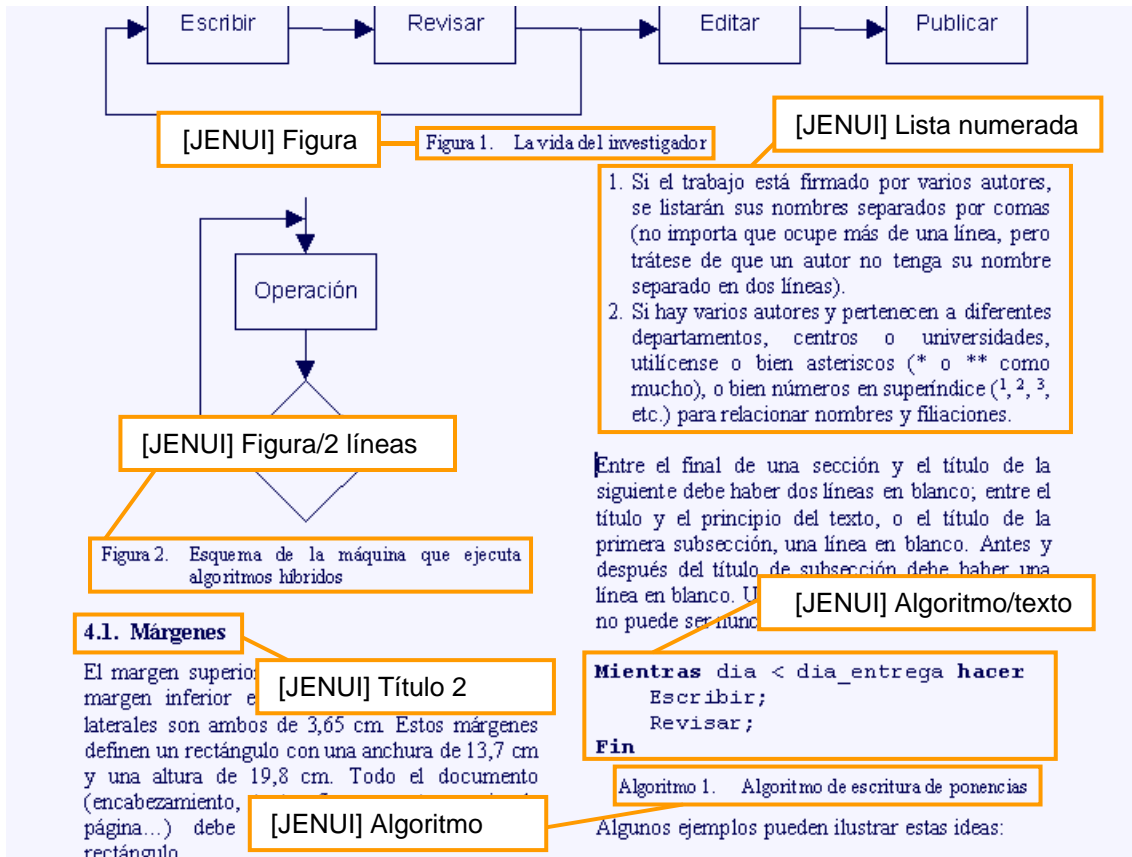 Escribir
Revisar
Editar
Publicar
[JENUI] Figura
Figura 1. La vida del investigador
Operación
[JENUI] Figura/2 líneas
Figura 2. Esquema de la máquina que ejecuta
algoritmos híbridos
4.1. Márgenes
El margen superio
margen inferior e
[JENUI] Título 2
laterales son ambos de 3,65 cm. Estos márgenes
definen un rectángulo con una anchura de 13,7 cm
y una altura de 19,8 cm. Todo el documento
(encabezamiento,
página...) debe
[JENUI] Algoritmo
rectángulo
[JENUI] Lista numerada
1. Si el trabajo está firmado por varios autores,
se listarán sus nombres separados por comas
(no importa que ocupe más de una línea, pero
trátese de que un autor no tenga su nombre
separado en dos líneas).
2. Si hay varios autores y pertenecen a diferentes
departamentos, centros o universidades,
utilícense o bien asteriscos (* o ** como
mucho), o bien números en superíndice (1, 2, 3,
etc.) para relacionar nombres y filiaciones.
Entre el final de una sección y el título de la
siguiente debe haber dos líneas en blanco; entre el
título y el principio del texto, o el título de la
primera subsección, una línea en blanco. Antes y
después del título de subsección debe haber una
línea en blanco. U
no puede ser nunc
[JENUI] Algoritmo/texto
Mientras dia < dia_entrega hacer
Escribir;
Revisar;
Fin
Algoritmo 1. Algoritmo de escritura de ponencias
Algunos ejemplos pueden ilustrar estas ideas: